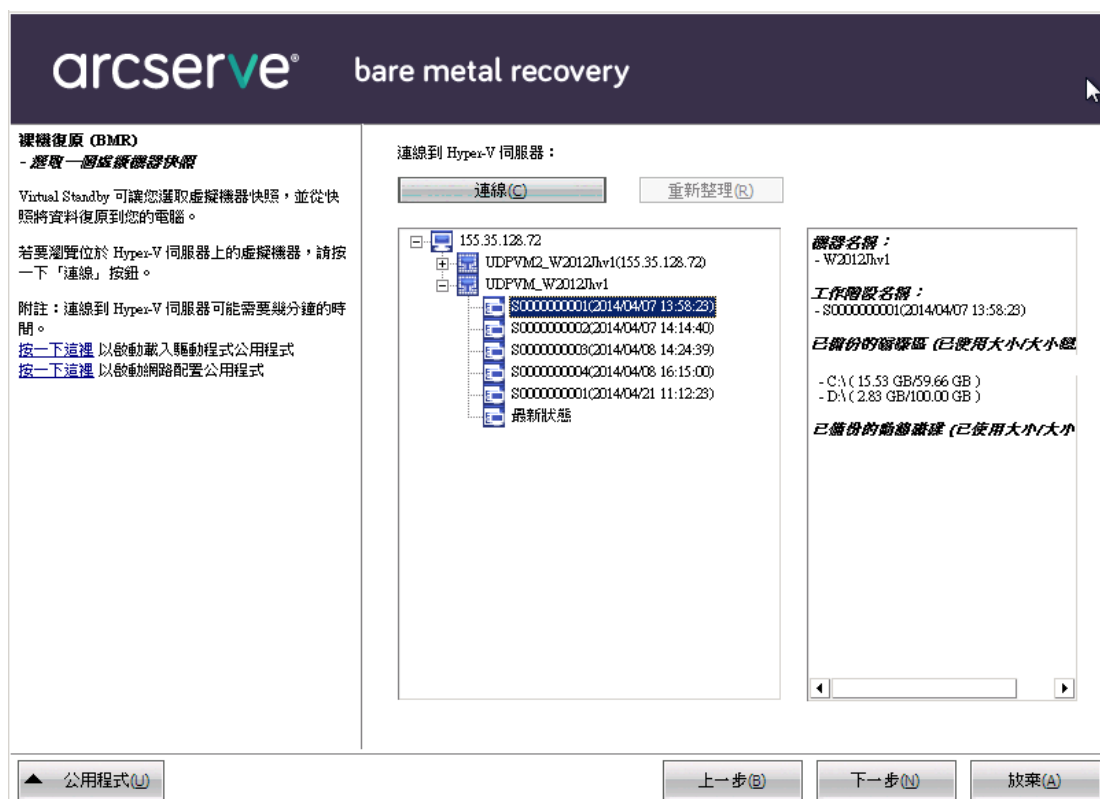 arcserve® bare metal recovery
裸機復原 (BMR)
- 選取一個虛擬機器快照
Virtual Standby 可讓您選取虛擬機器快照，並從快
照將資料復原到您的電腦。
若要瀏覽位於 Hyper-V 伺服器上的虛擬機器，請按
一下「連線」按鈕。
附註：連線到 Hyper-V 伺服器可能需要幾分鐘的時
間。
按一下這裡 以啟動載入驅動程式公用程式
按一下這裡 以啟動網路配置公用程式
連線到 Hyper-V 伺服器：
連線(C)
重新整理(R)
155.35.128.72
UDPVM2_W2012Jhv1(155.35.128.72)
UDPVM_W2012Jhv1
S0000000001(2014/04/07 13:58:23)
S0000000002(2014/04/07 14:14:40)
S0000000003(2014/04/08 14:24:39)
S0000000004(2014/04/08 16:15:00)
S0000000001(2014/04/21 11:12:23)
最新狀態
機器名稱：
- W2012Jhv1
工作階段名稱：
- S0000000001(2014/04/07 13:58:23)
已備份的磁碟區 (已使用大小/大小總
- C:\ ( 15.53 GB/59.66 GB )
- D:\ ( 2.83 GB/100.00 GB )
已備份的動態磁碟 (已使用大小/大小
公用程式(U)
上一步(B)
下一步(N)
放棄(A)